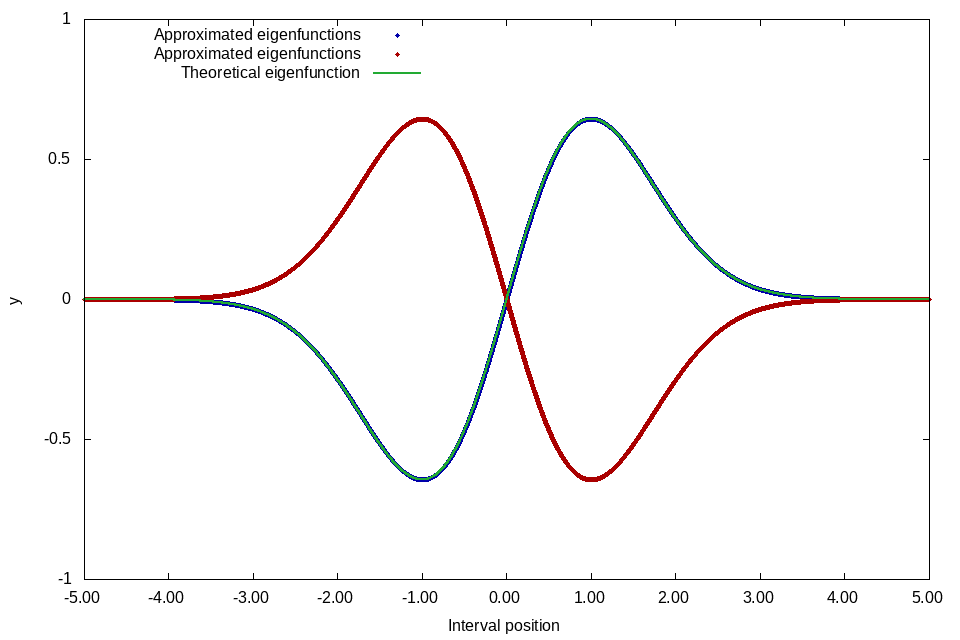 Approximated eigenfunctions
Approximated eigenfunctions
Theoretical eigenfunction
1
0.5
0
-0.5
-1
y
-5.00 -4.00 -3.00 -2.00 -1.00 0.00 1.00 2.00 3.00 4.00 5.00
Interval position